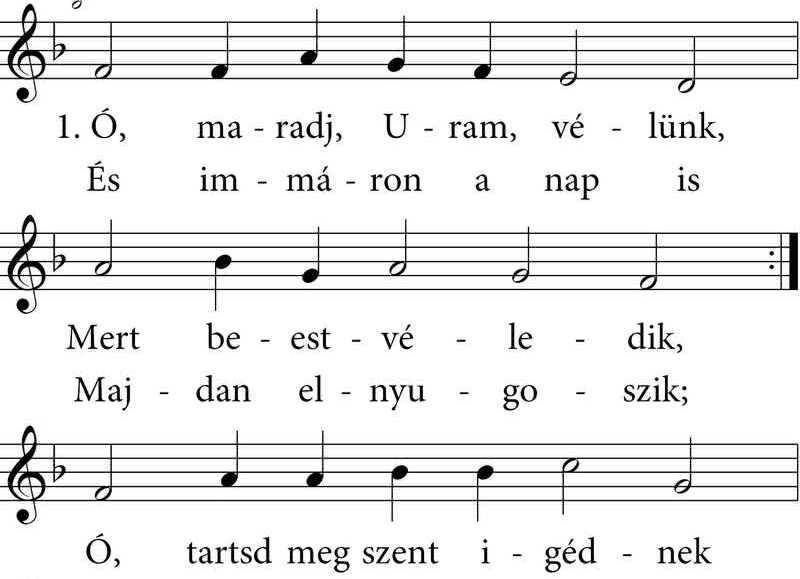 1. Ó, ma - radj, U - ram, vé - lünk,
És im - má - ron a nap is
Mert be - est - vé - le - dik,
Maj - dan el - nyu - go - szik;
Ó, tartsd meg szent i - géd - nek